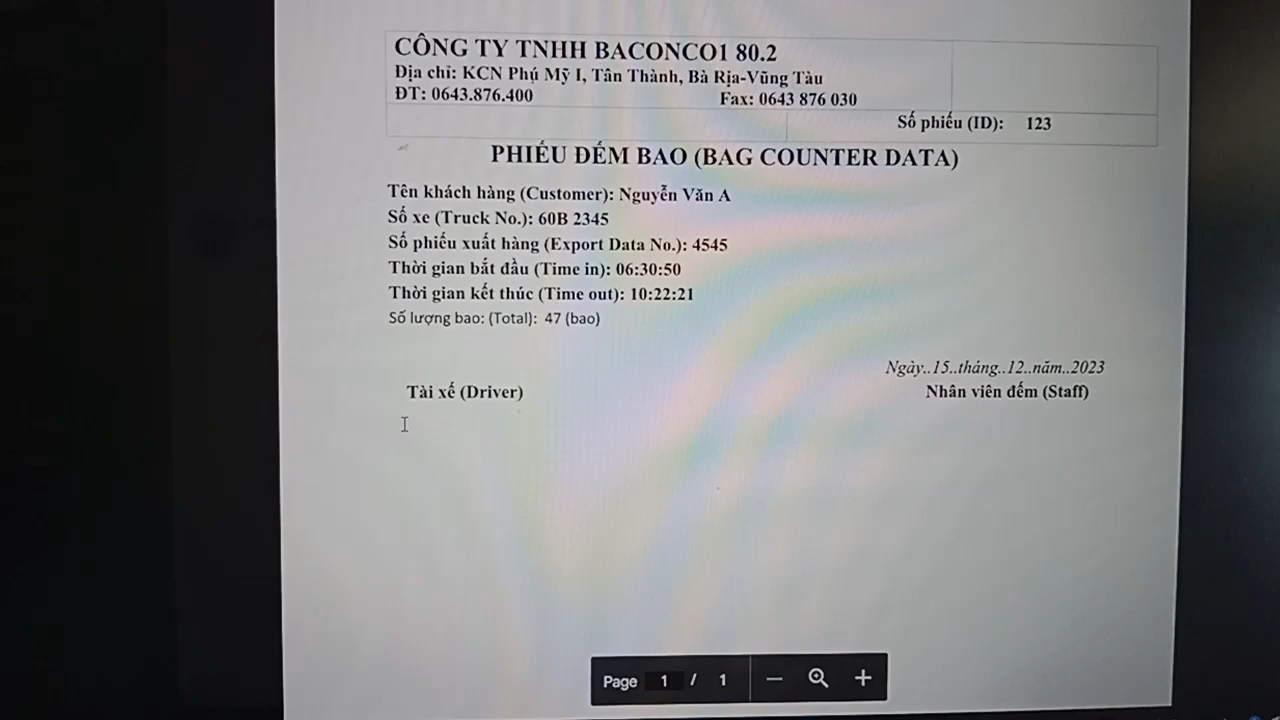 CÔNG TY TNHH BACONCO1 80.2
Địa chỉ: KCN Phú Mỹ I, Tân Thành, Bà Rịa-Vũng Tàu
ĐT: 0643.876.400 Fax: 0643 876 030
Số phiếu (ID): 123
PHIẾU ĐẾM BAO (BAG COUNTER DATA)
Tên khách hàng (Customer): Nguyễn Văn A
Số xe (Truck No.): 60B 2345
Số phiếu xuất hàng (Export Data No.): 4545
Thời gian bắt đầu (Time in): 06:30:50
Thời gian kết thúc (Time out): 10:22:21
Số lượng bao: (Total): 47 (bao)
Ngày..15..tháng..12..năm..2023
Tài xế (Driver) Nhân viên đếm (Staff)
Page 1 / 1